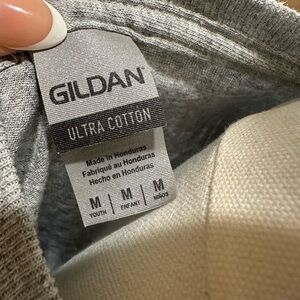 GILDAN
ULTRA COTTON
Made in Honduras
Fabriqué au Honduras
Hecho en Honduras
M | M | M
YOUTH | ENFANT | NIÑOS